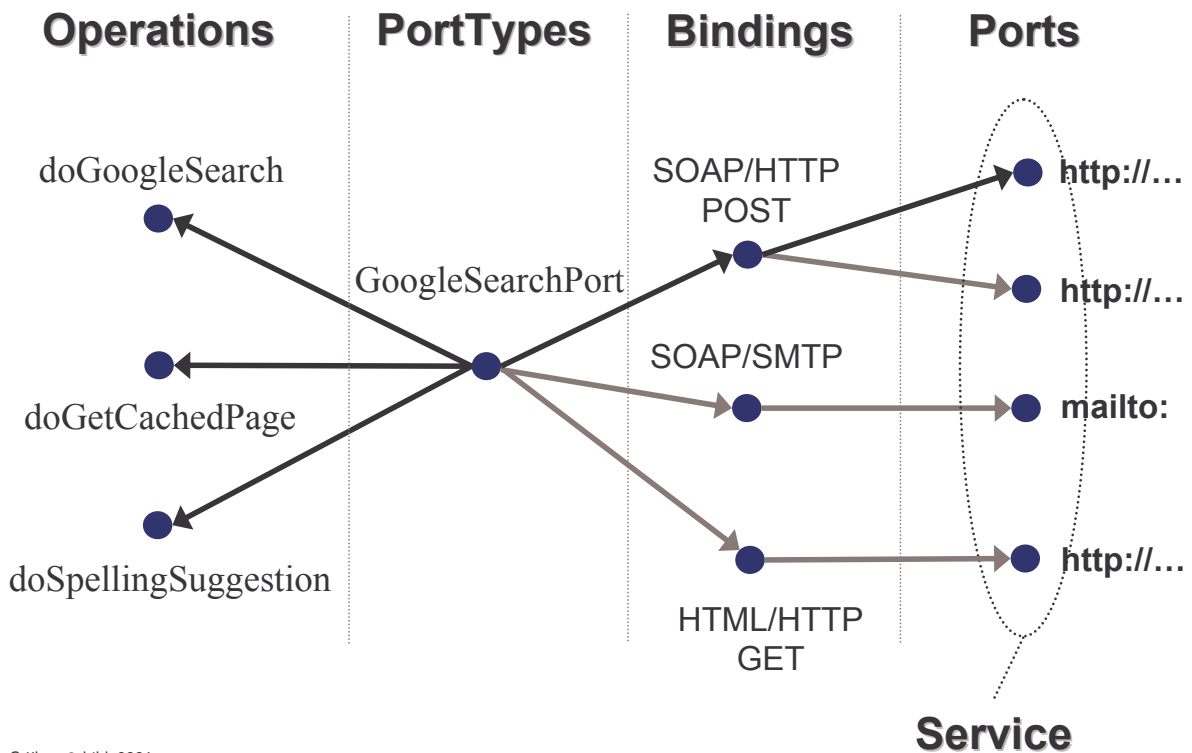 Operations
PortTypes
Bindings
Ports
doGoogleSearch
SOAP/HTTP
POST
http://…
GoogleSearchPort
http://…
SOAP/SMTP
doGetCachedPage
mailto:
doSpellingSuggestion
http://…
HTML/HTTP
GET
Service